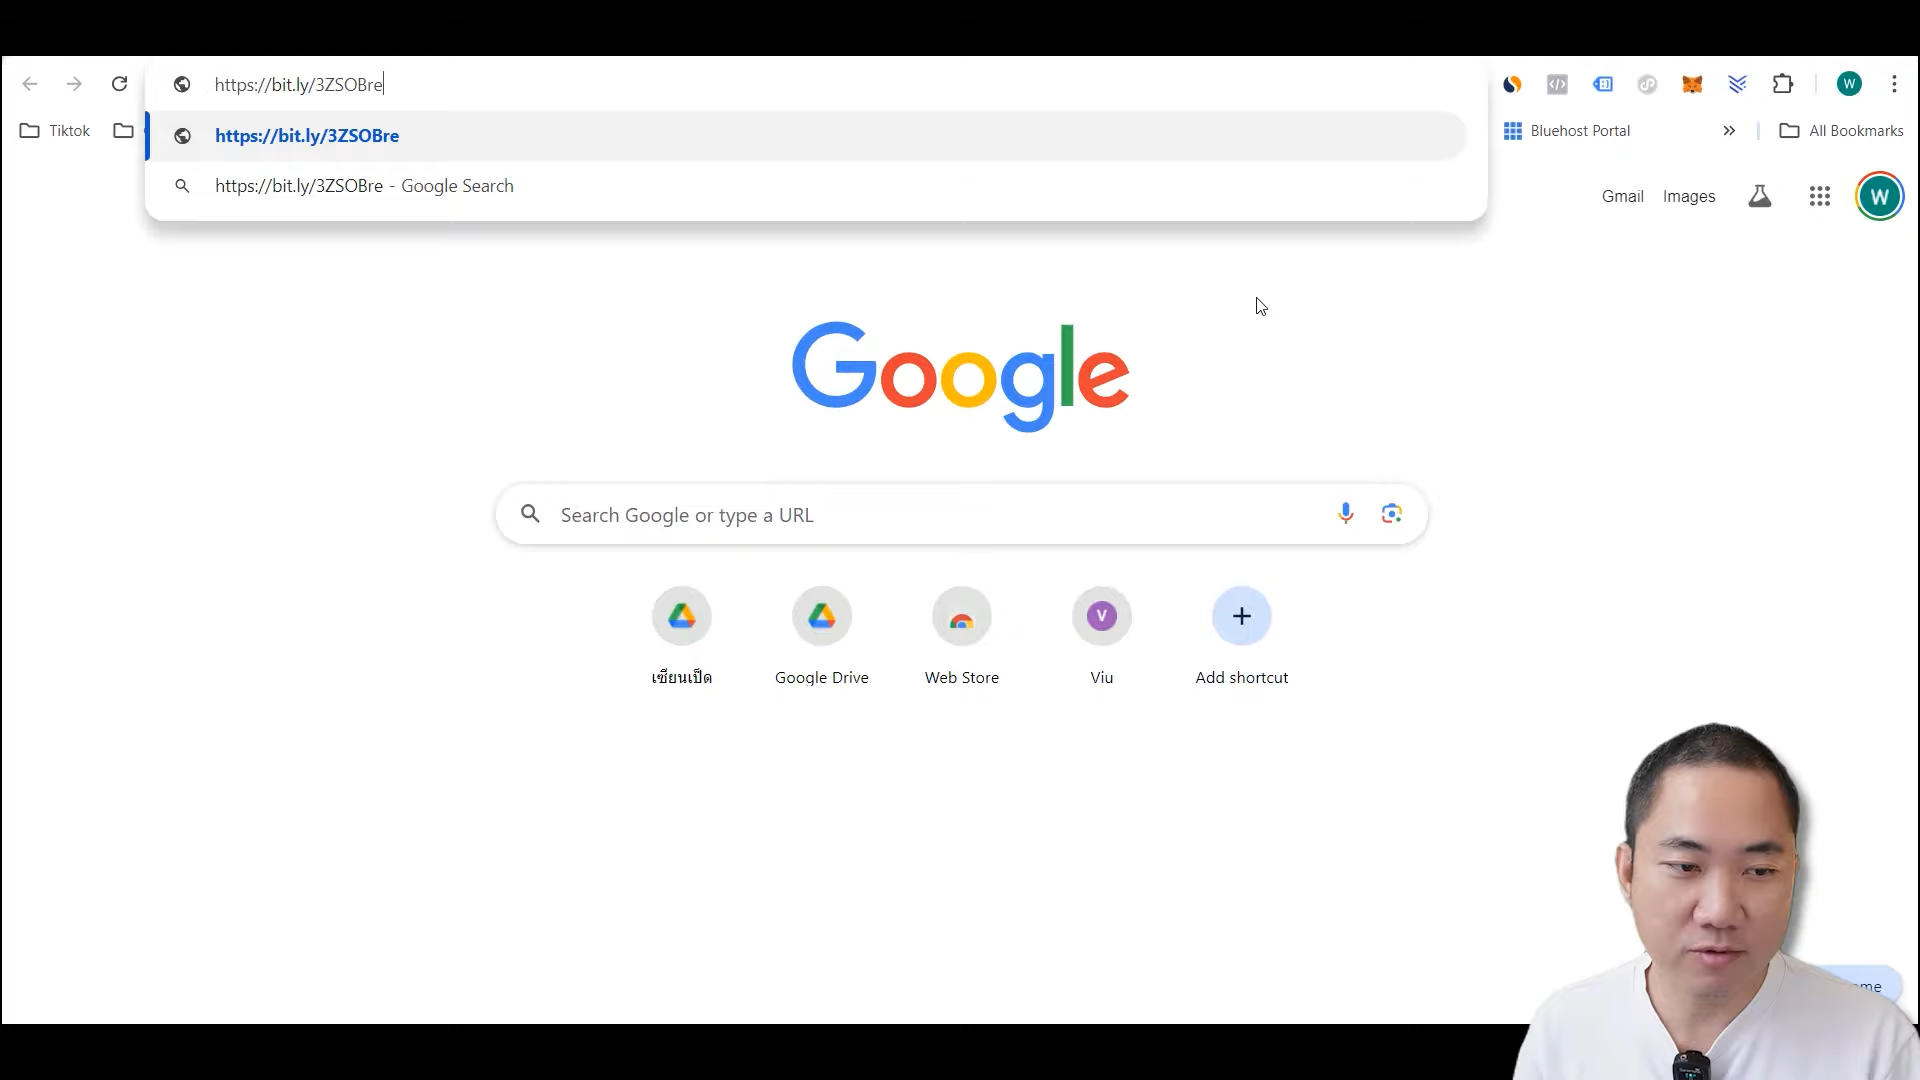 https://bit.ly/3ZSOBre
W
Tiktok
https://bit.ly/3ZSOBre
Bluehost Portal
All Bookmarks
https://bit.ly/3ZSOBre - Google Search
Gmail
Images
W
Google
Search Google or type a URL
V
เซียนเป็ด
Google Drive
Web Store
Viu
Add shortcut